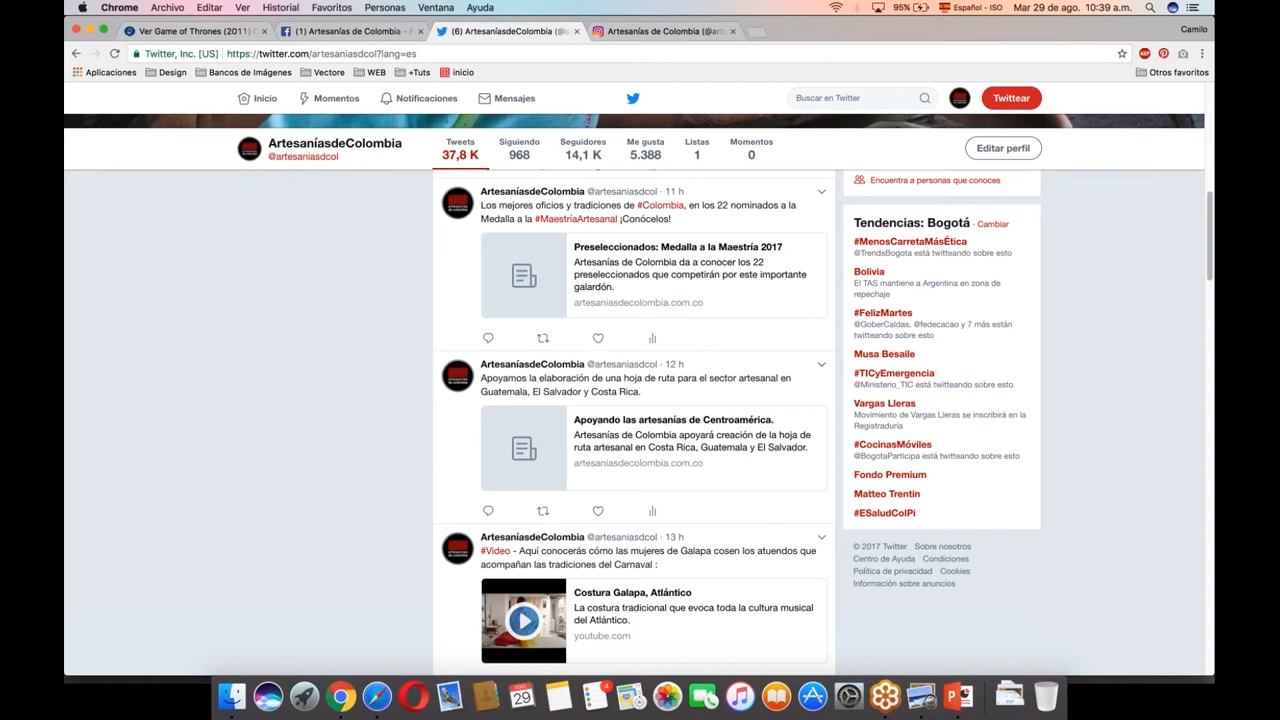 Chrome Archivo Editar Ver Historial Favoritos Personas Ventana Ayuda 95% Español - ISO Mar 29 de ago. 10:39 a.m.
Ver Game of Thrones (2011) (1) Artesanías de Colombia - (6) ArtesaníasdeColombia (@a Artesanías de Colombia (@art Camilo
Twitter, Inc. [US] https://twitter.com/artesaniasdcol?lang=es
Aplicaciones Design Bancos de Imágenes Vectore WEB +Tuts inicio Otros favoritos
Inicio Momentos Notificaciones Mensajes Buscar en Twitter Twittear
ArtesaníasdeColombia
@artesaniasdcol
Tweets Siguiendo Seguidores Me gusta Listas Momentos
37,8 K 968 14,1 K 5.388 1 0
Editar perfil
ArtesaníasdeColombia @artesaniasdcol · 11 h
Los mejores oficios y tradiciones de #Colombia, en los 22 nominados a la
Medalla a la #MaestríaArtesanal ¡Conócelos!
Preseleccionados: Medalla a la Maestría 2017
Artesanías de Colombia da a conocer los 22
preseleccionados que competirán por este importante
galardón.
artesaniasdecolombia.com.co
ArtesaníasdeColombia @artesaniasdcol · 12 h
Apoyamos la elaboración de una hoja de ruta para el sector artesanal en
Guatemala, El Salvador y Costa Rica.
Apoyando las artesanías de Centroamérica.
Artesanías de Colombia apoyará creación de la hoja de
ruta artesanal en Costa Rica, Guatemala y El Salvador.
artesaniasdecolombia.com.co
ArtesaníasdeColombia @artesaniasdcol · 13 h
#Video - Aquí conocerás cómo las mujeres de Galapa cosen los atuendos que
acompañan las tradiciones del Carnaval :
Costura Galapa, Atlántico
La costura tradicional que evoca toda la cultura musical
del Atlántico.
youtube.com
Encuentra a personas que conoces
Tendencias: Bogotá · Cambiar
#MenosCarretaMásÉtica
@TrendsBogota está twitteando sobre esto
Bolivia
El TAS mantiene a Argentina en zona de
repechaje
#FelizMartes
@GoberCaldas, @fedecacao y 7 más están
twitteando sobre esto
Musa Besaile
#TICyEmergencia
@Ministerio_TIC está twitteando sobre esto
Vargas Lleras
Movimiento de Vargas Lleras se inscribirá en la
Registraduría
#CocinasMóviles
@BogotaParticipa está twitteando sobre esto
Fondo Premium
Matteo Trentin
#ESaludColPi
© 2017 Twitter Sobre nosotros
Centro de Ayuda Condiciones
Política de privacidad Cookies
Información sobre anuncios
29
4